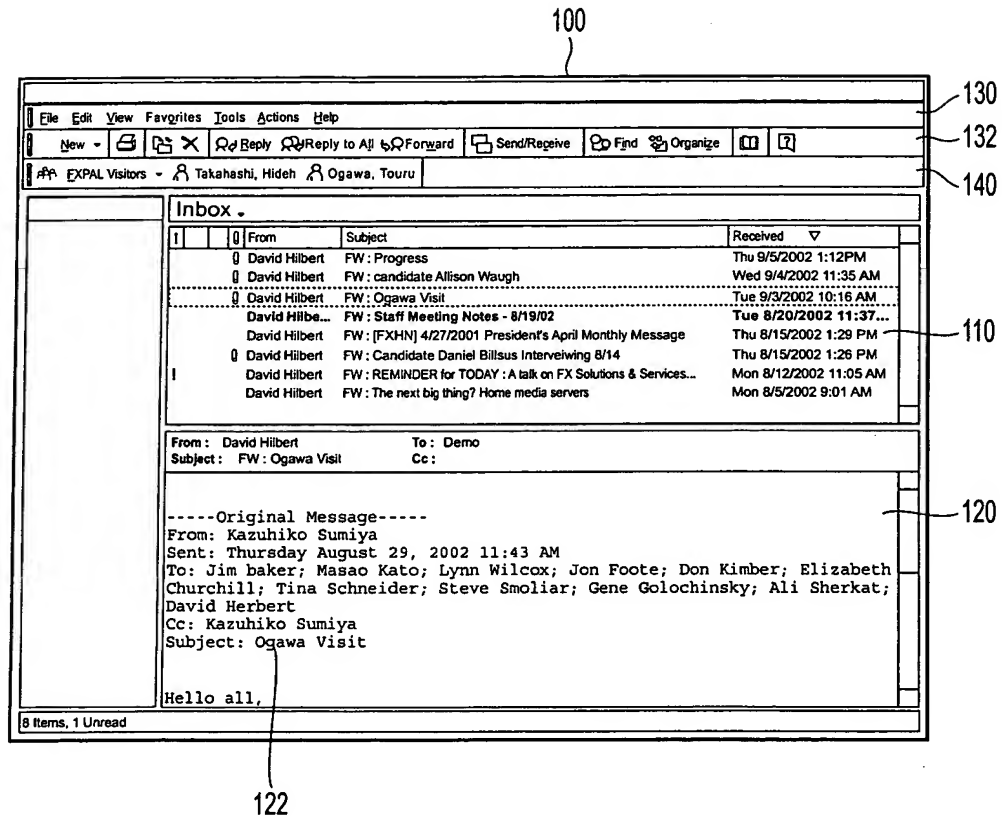 100
130
File Edit View Favorites Tools Actions Help
132
New Reply Reply to All Forward Send/Receive Find Organize
140
EXPAL Visitors Takahashi, Hideh Ogawa, Touru
Inbox
! From Subject Received
David Hilbert FW : Progress Thu 9/5/2002 1:12PM
David Hilbert FW : candidate Allison Waugh Wed 9/4/2002 11:35 AM
David Hilbert FW : Ogawa Visit Tue 9/3/2002 10:16 AM
David Hilbe... FW : Staff Meeting Notes - 8/19/02 Tue 8/20/2002 11:37...
David Hilbert FW : [FXHN] 4/27/2001 President's April Monthly Message Thu 8/15/2002 1:29 PM
110
David Hilbert FW : Candidate Daniel Billsus Interveiwing 8/14 Thu 8/15/2002 1:26 PM
! David Hilbert FW : REMINDER for TODAY : A talk on FX Solutions & Services... Mon 8/12/2002 11:05 AM
David Hilbert FW : The next big thing? Home media servers Mon 8/5/2002 9:01 AM
From : David Hilbert To : Demo
Subject : FW : Ogawa Visit Cc :
120
-----Original Message-----
From: Kazuhiko Sumiya
Sent: Thursday August 29, 2002 11:43 AM
To: Jim baker; Masao Kato; Lynn Wilcox; Jon Foote; Don Kimber; Elizabeth
Churchill; Tina Schneider; Steve Smoliar; Gene Golochinsky; Ali Sherkat;
David Herbert
Cc: Kazuhiko Sumiya
Subject: Ogawa Visit
Hello all,
8 Items, 1 Unread
122